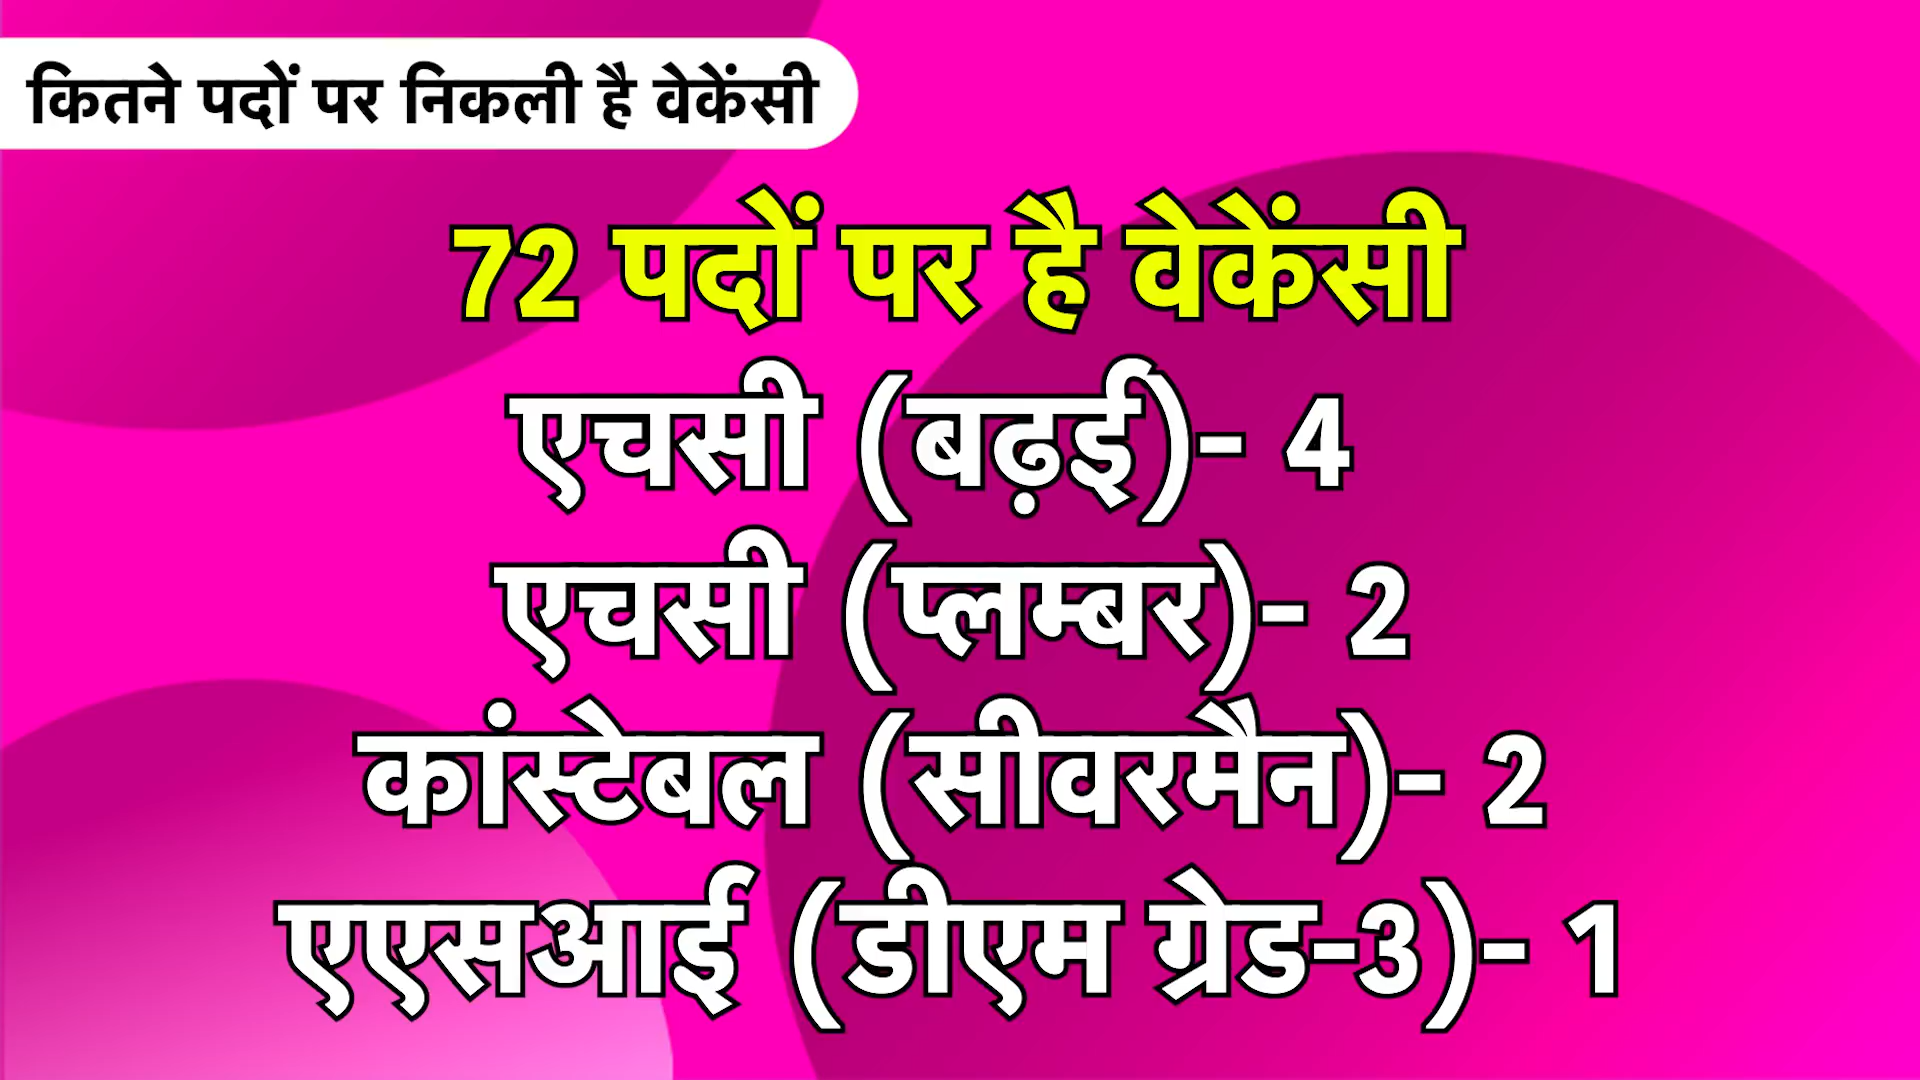 कितने पदों पर निकली है वेकेंसी
72 पदों पर है वेकेंसी
एचसी (बढ़ई)- 4
एचसी (प्लम्बर)- 2
कांस्टेबल (सीवरमैन)- 2
एएसआई (डीएम ग्रेड-3)- 1